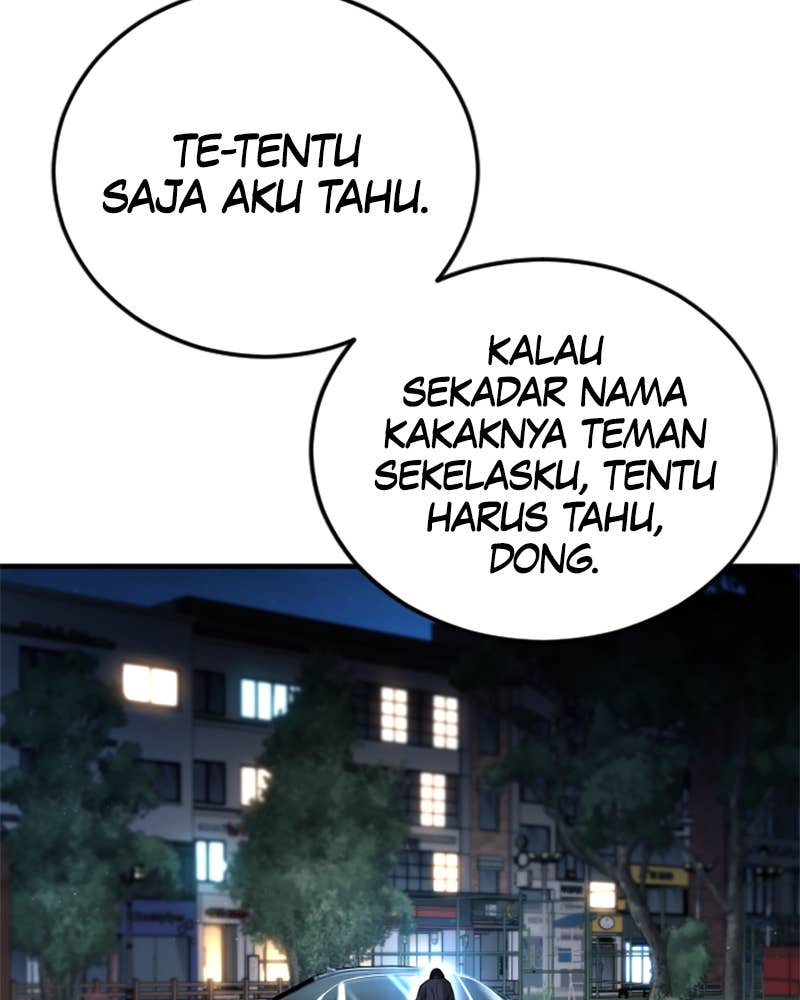 TE-TENTU
SAJA AKU TAHU.
KALAU
SEKADAR NAMA
KAKAKNYA TEMAN
SEKELASKU, TENTU
HARUS TAHU,
DONG.